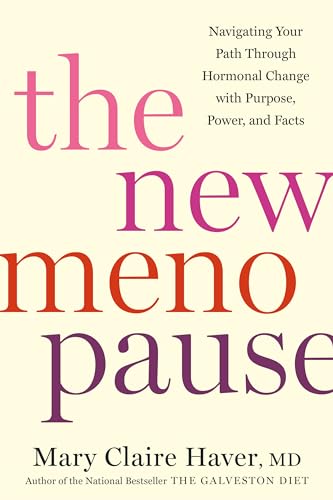 Navigating Your
Path Through
Hormonal Change
with Purpose,
Power, and Facts
the
new
meno
pause
Mary Claire Haver, MD
Author of the National Bestseller THE GALVESTON DIET